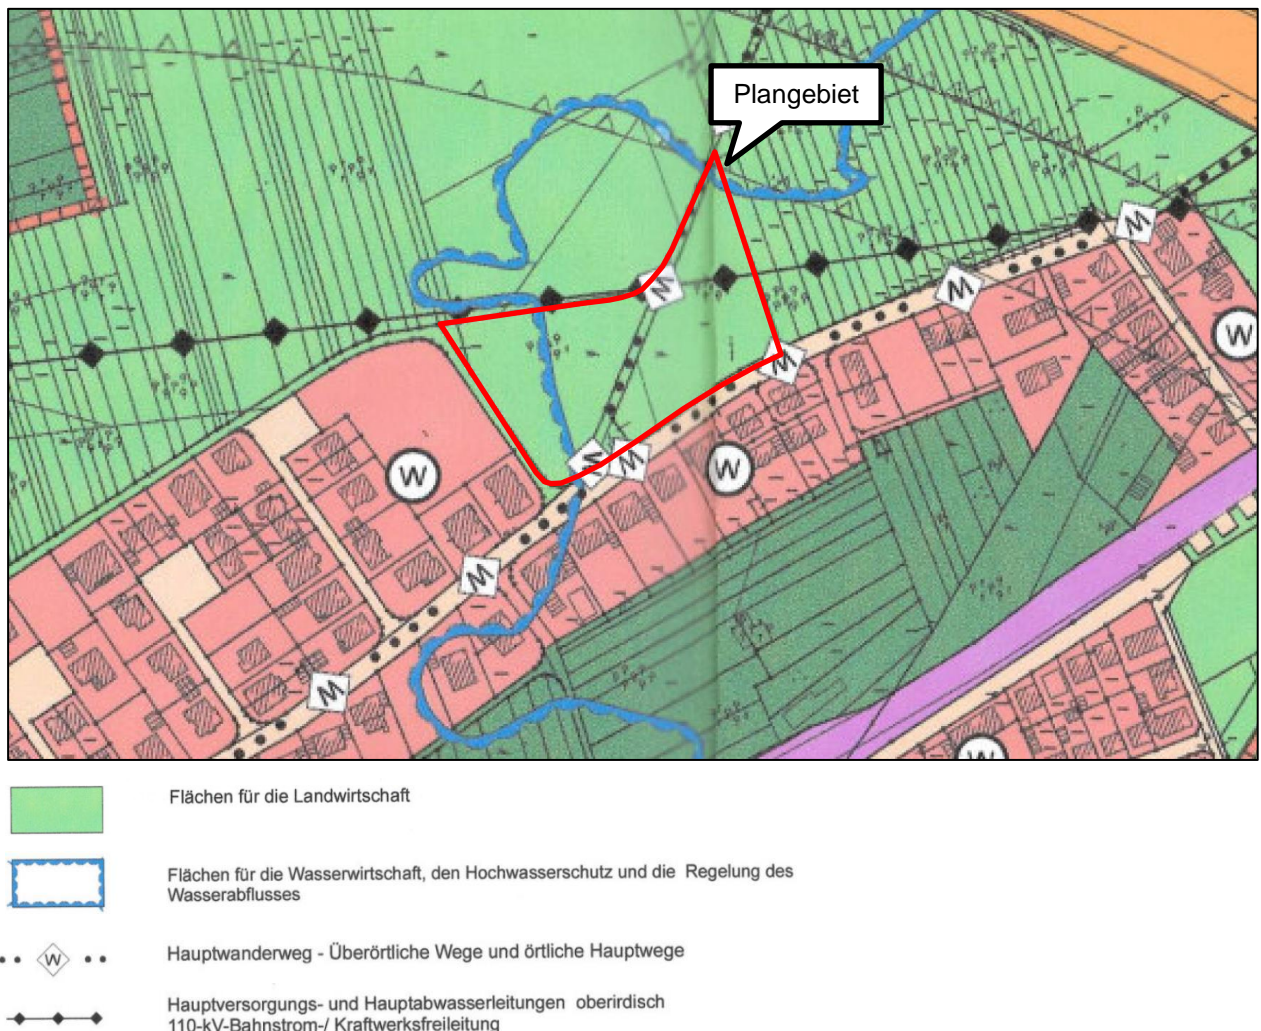 Plangebiet
M
M
M
W
M
M
M
W
W
M
M
W
Flächen für die Landwirtschaft
Flächen für die Wasserwirtschaft, den Hochwasserschutz und die Regelung des
Wasserabflusses
W
Hauptwanderweg - Überörtliche Wege und örtliche Hauptwege
Hauptversorgungs- und Hauptabwasserleitungen oberirdisch
110-kV-Bahnstrom-/ Kraftwerksfreileitung